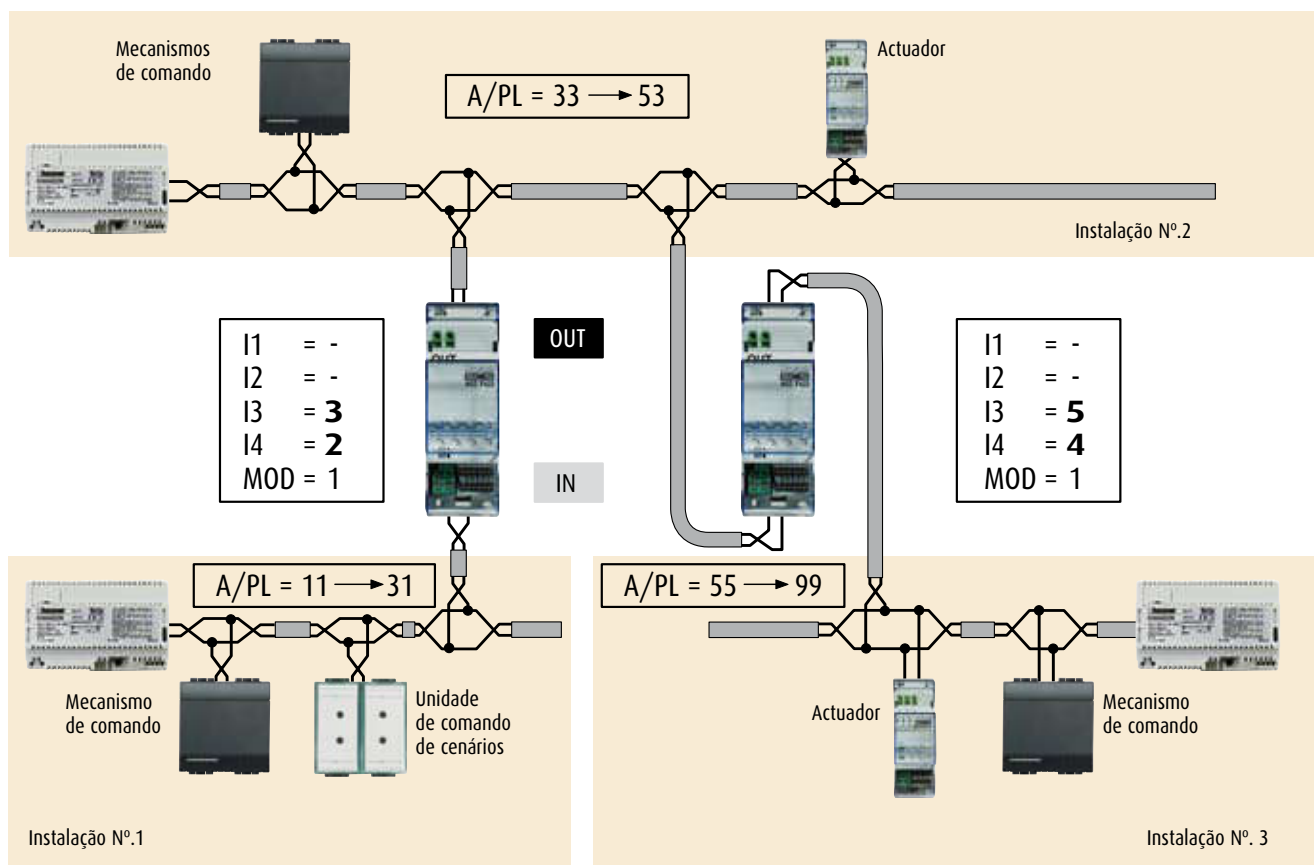 Mecanismos
de comando
Actuador
A/PL = 33 → 53
Instalação Nº.2
I1 = -
I2 = -
I3 = 3
I4 = 2
MOD = 1
OUT
IN
OUT
OUT
I1 = -
I2 = -
I3 = 5
I4 = 4
MOD = 1
A/PL = 11 → 31
Mecanismo
de comando
Unidade
de comando
de cenários
Instalação Nº.1
A/PL = 55 → 99
Actuador
Mecanismo
de comando
Instalação Nº. 3